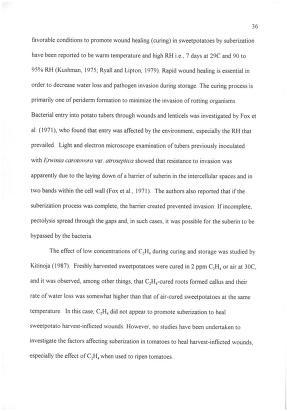 36
favorable conditions to promote wound healing (curing) in sweetpotatoes by suberization
have been reported to be warm temperature and high RH i.e., 7 days at 29C and 90 to
95% RH (Kushman, 1975; Ryall and Lipton, 1979). Rapid wound healing is essential in
order to decrease water loss and pathogen invasion during storage. The curing process is
primarily one of periderm formation to minimize the invasion of rotting organisms.
Bacterial entry into potato tubers through wounds and lenticels was investigated by Fox et
al. (1971), who found that entry was affected by the environment, especially the RH that
prevailed. Light and electron microscope examination of tubers previously inoculated
with Erwinia carotovora var. atroseptica showed that resistance to invasion was
apparently due to the laying down of a barrier of suberin in the intercellular spaces and in
two bands within the cell wall (Fox et al., 1971). The authors also reported that if the
suberization process was complete, the barrier created prevented invasion. If incomplete,
pectolysis spread through the gaps and, in such cases, it was possible for the suberin to be
bypassed by the bacteria.
The effect of low concentrations of C₂H₄ during curing and storage was studied by
Kitinoja (1987). Freshly harvested sweetpotatoes were cured in 2 ppm C₂H₄ or air at 30C,
and it was observed, among other things, that C₂H₄-cured roots formed callus and their
rate of water loss was somewhat higher than that of air-cured sweetpotatoes at the same
temperature. In this case, C₂H₄ did not appear to promote suberization to heal
sweetpotato harvest-inflicted wounds. However, no studies have been undertaken to
investigate the factors affecting suberization in tomatoes to heal harvest-inflicted wounds,
especially the effect of C₂H₄ when used to ripen tomatoes.